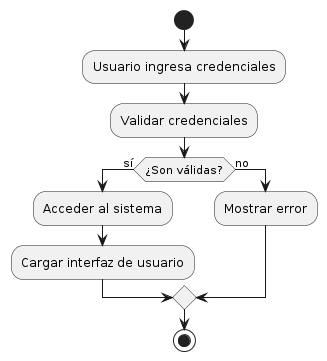 Usuario ingresa credenciales
Validar credenciales
sí
¿Son válidas?
no
Acceder al sistema
Mostrar error
Cargar interfaz de usuario